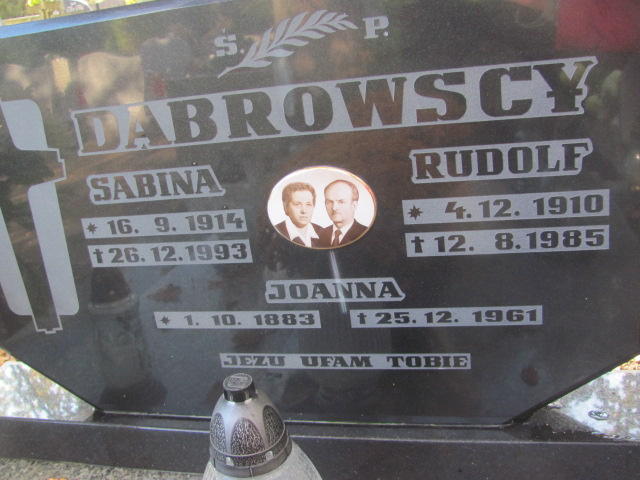 Ś. P.
DĄBROWSCY
SABINA
* 16. 9. 1914
† 26. 12. 1993
RUDOLF
* 4. 12. 1910
† 12. 8. 1985
JOANNA
* 1. 10. 1883 † 25. 12. 1961
JEZU UFAM TOBIE